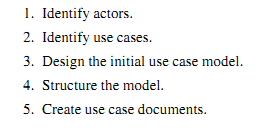 1. Identify actors.
2. Identify use cases.
3. Design the initial use case model.
4. Structure the model.
5. Create use case documents.